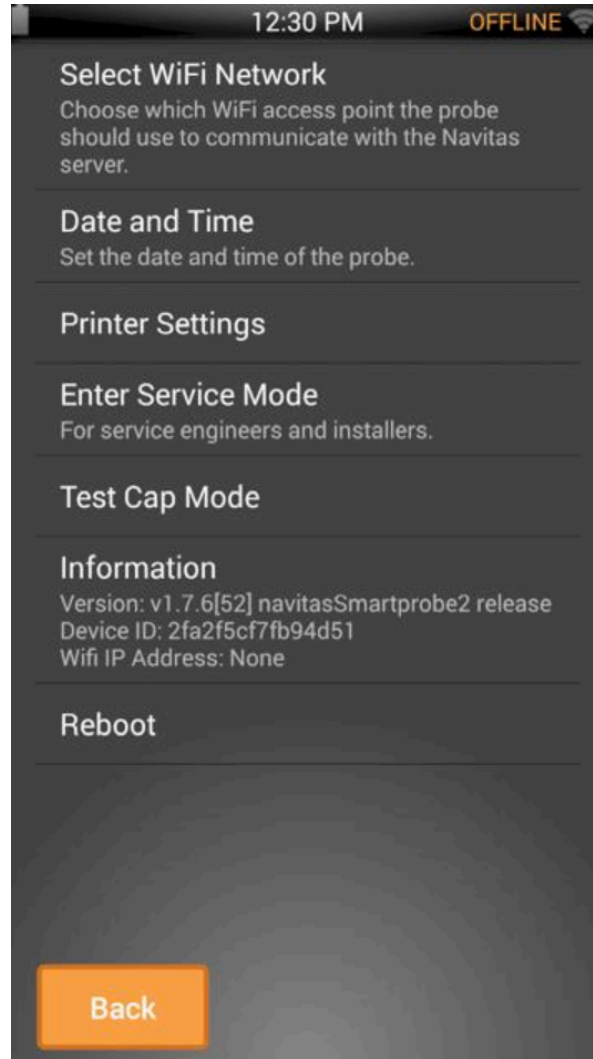 12:30 PM OFFLINE
Select WiFi Network
Choose which WiFi access point the probe
should use to communicate with the Navitas
server.
Date and Time
Set the date and time of the probe.
Printer Settings
Enter Service Mode
For service engineers and installers.
Test Cap Mode
Information
Version: v1.7.6[52] navitasSmartprobe2 release
Device ID: 2fa2f5cf7fb94d51
Wifi IP Address: None
Reboot
Back